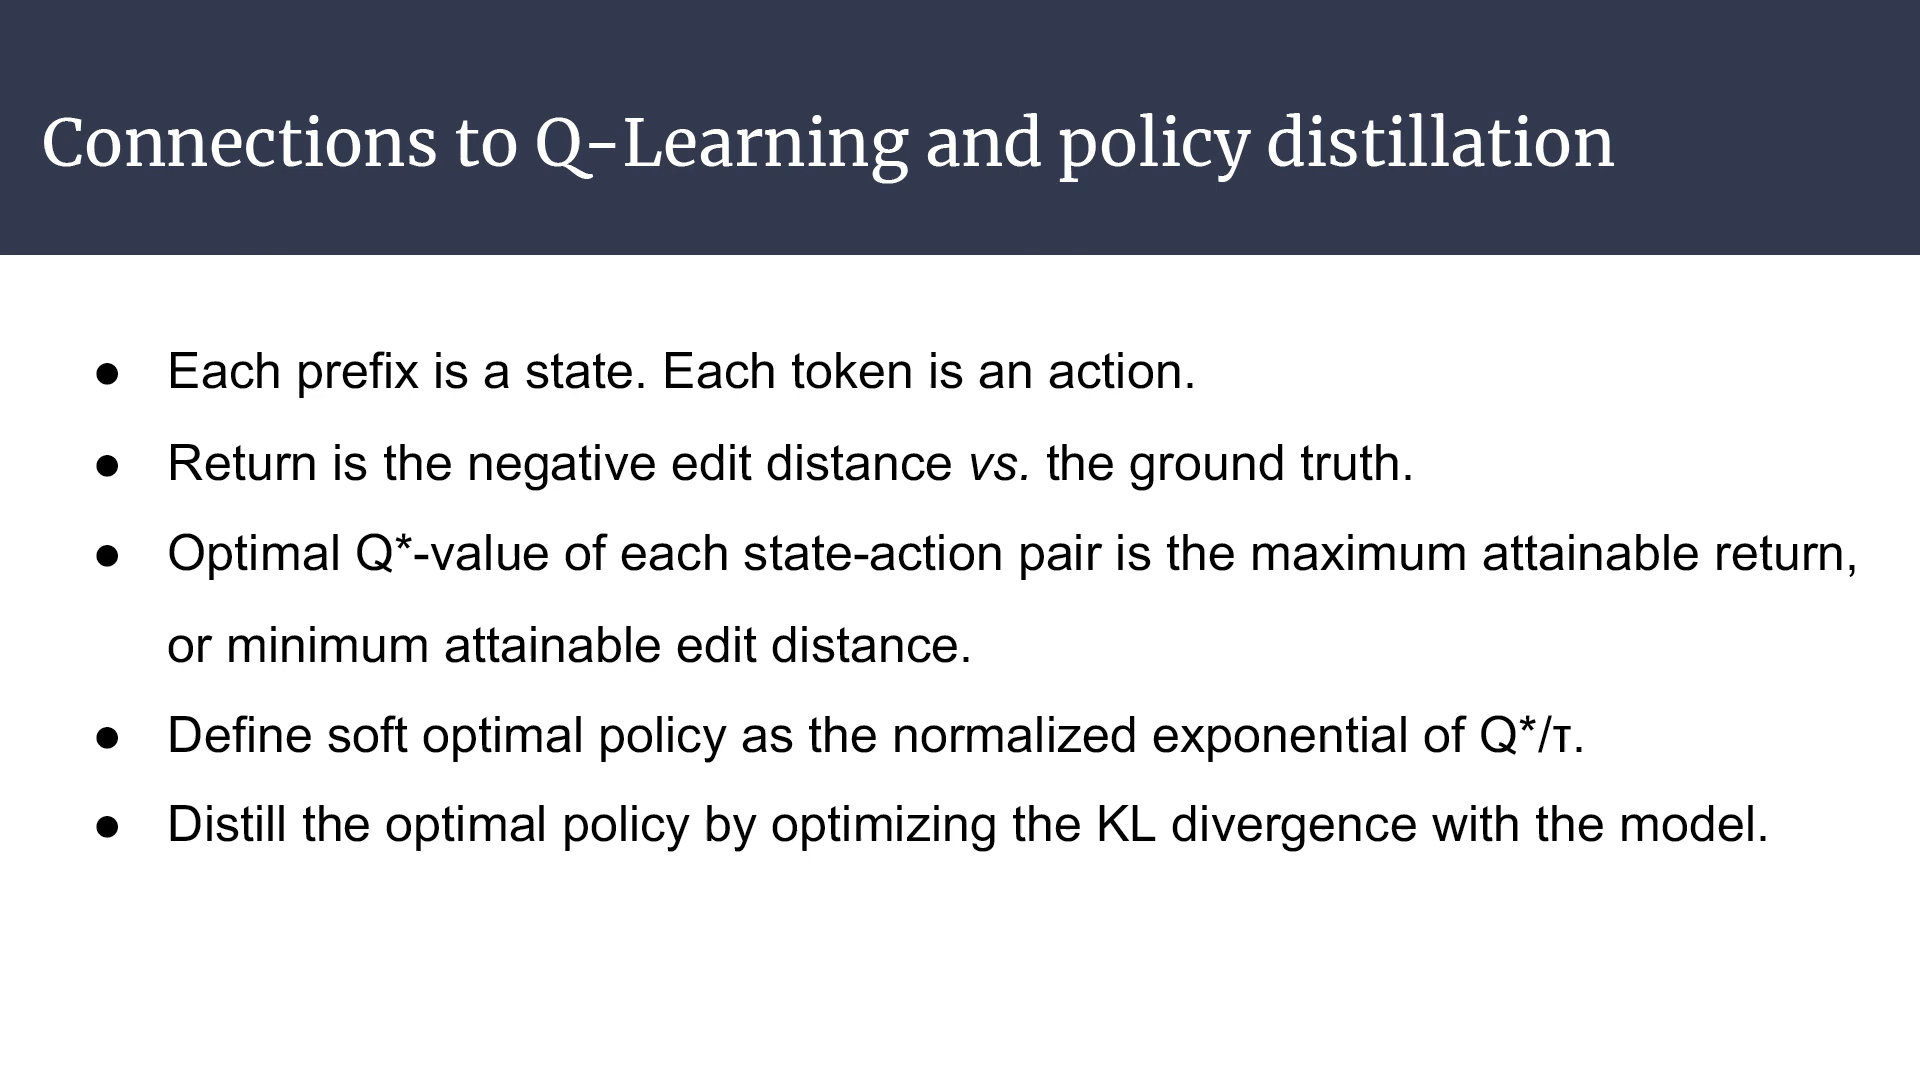 Connections to Q-Learning and policy distillation
● Each prefix is a state. Each token is an action.
● Return is the negative edit distance vs. the ground truth.
● Optimal Q*-value of each state-action pair is the maximum attainable return,
or minimum attainable edit distance.
● Define soft optimal policy as the normalized exponential of Q*/τ.
● Distill the optimal policy by optimizing the KL divergence with the model.